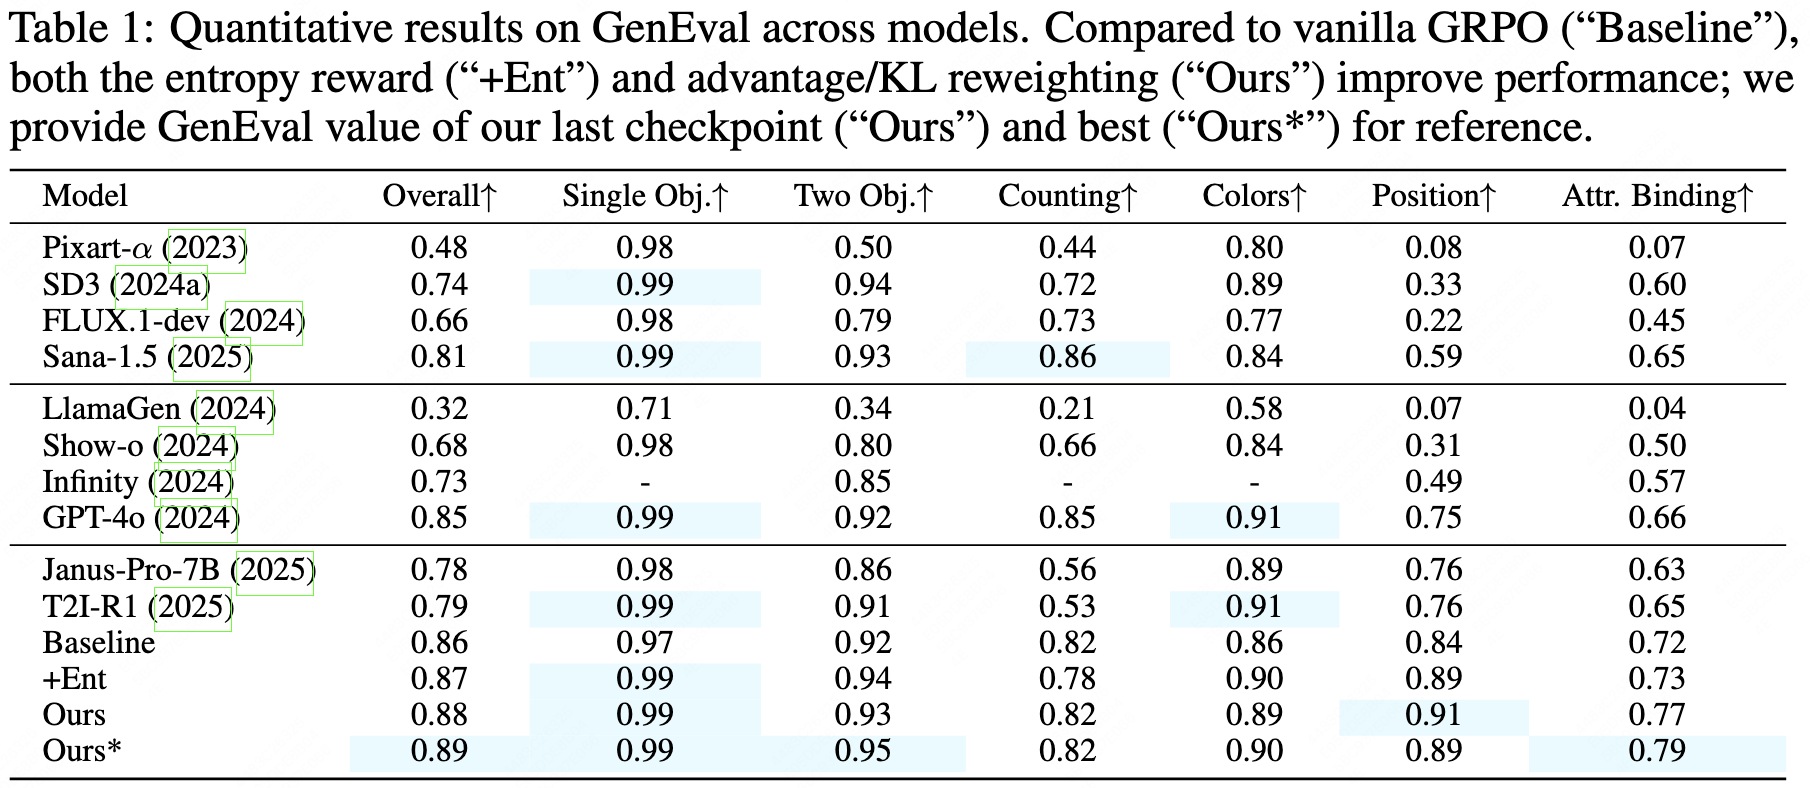 Table 1: Quantitative results on GenEval across models. Compared to vanilla GRPO (“Baseline”),
both the entropy reward (“+Ent”) and advantage/KL reweighting (“Ours”) improve performance; we
provide GenEval value of our last checkpoint (“Ours”) and best (“Ours*”) for reference.
Model Overall↑ Single Obj.↑ Two Obj.↑ Counting↑ Colors↑ Position↑ Attr. Binding↑
Pixart-α (2023) 0.48 0.98 0.50 0.44 0.80 0.08 0.07
SD3 (2024a) 0.74 0.99 0.94 0.72 0.89 0.33 0.60
FLUX.1-dev (2024) 0.66 0.98 0.79 0.73 0.77 0.22 0.45
Sana-1.5 (2025) 0.81 0.99 0.93 0.86 0.84 0.59 0.65
LlamaGen (2024) 0.32 0.71 0.34 0.21 0.58 0.07 0.04
Show-o (2024) 0.68 0.98 0.80 0.66 0.84 0.31 0.50
Infinity (2024) 0.73 - 0.85 - - 0.49 0.57
GPT-4o (2024) 0.85 0.99 0.92 0.85 0.91 0.75 0.66
Janus-Pro-7B (2025) 0.78 0.98 0.86 0.56 0.89 0.76 0.63
T2I-R1 (2025) 0.79 0.99 0.91 0.53 0.91 0.76 0.65
Baseline 0.86 0.97 0.92 0.82 0.86 0.84 0.72
+Ent 0.87 0.99 0.94 0.78 0.90 0.89 0.73
Ours 0.88 0.99 0.93 0.82 0.89 0.91 0.77
Ours* 0.89 0.99 0.95 0.82 0.90 0.89 0.79